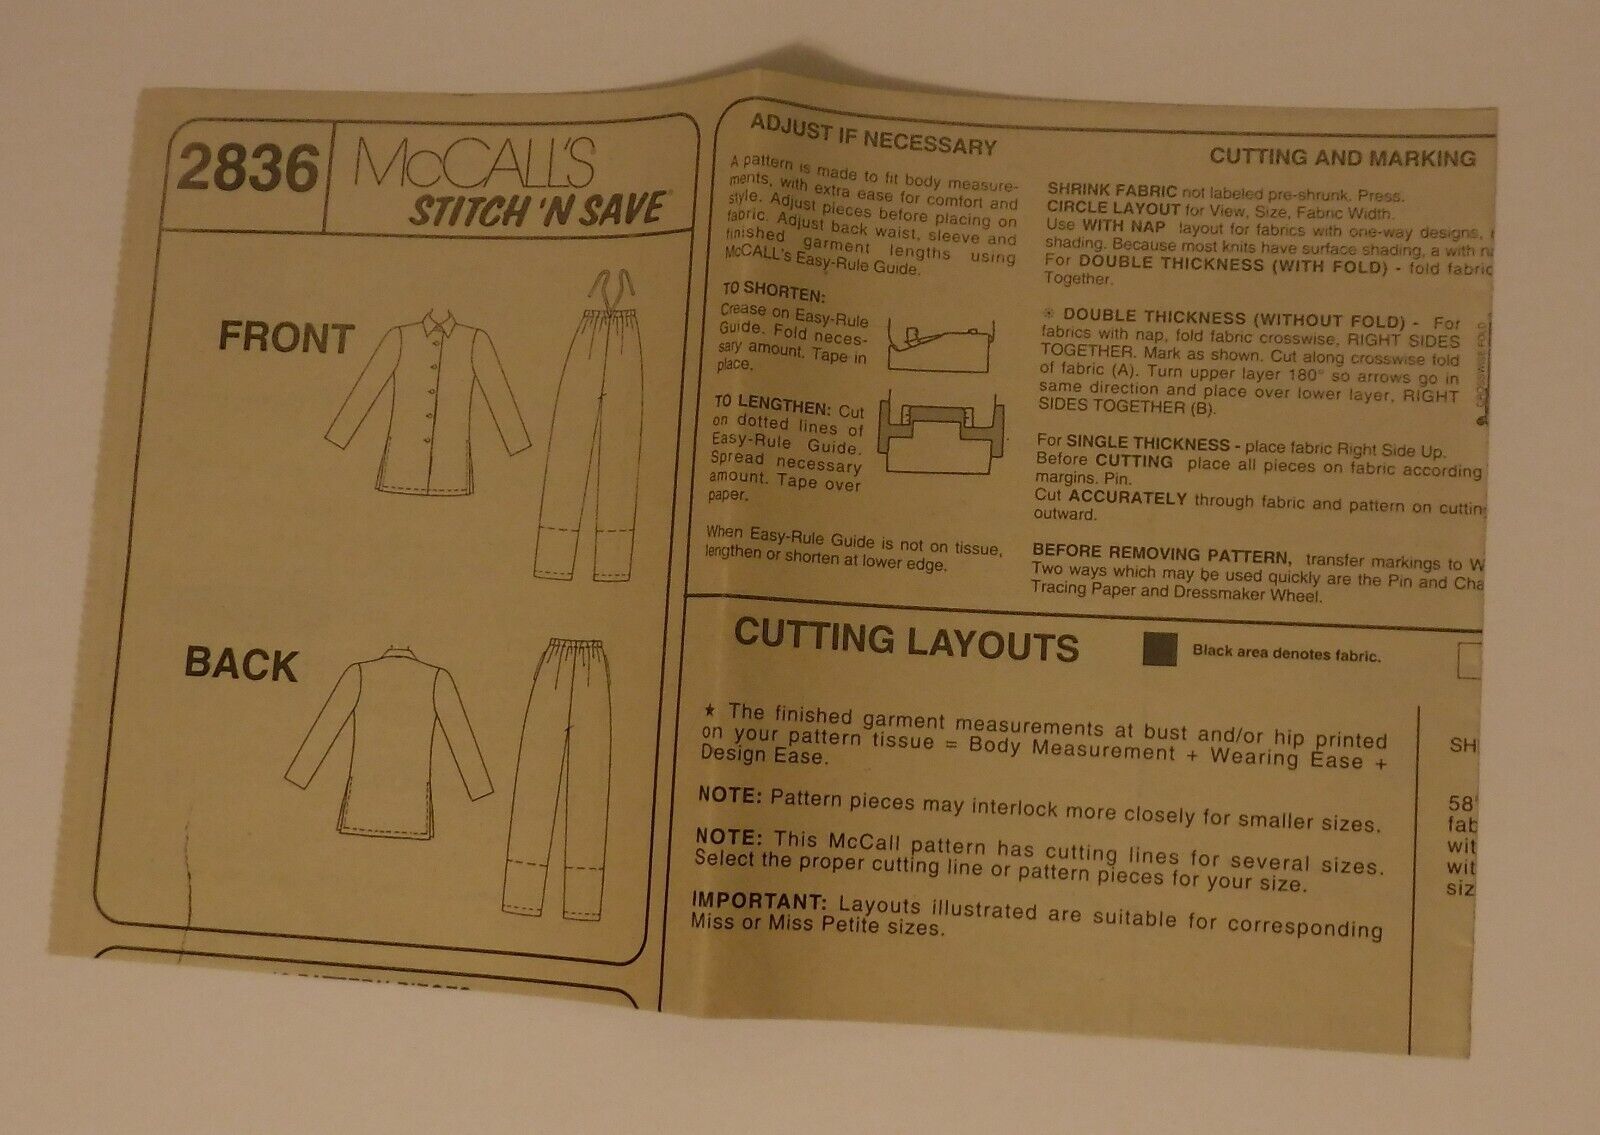 2836
McCALL'S
STITCH 'N SAVE
FRONT
BACK
ADJUST IF NECESSARY
A pattern is made to fit body measure-
ments, with extra ease for comfort and
style. Adjust pieces before placing on
fabric. Adjust back waist, sleeve and
finished garment lengths using
McCALL's Easy-Rule Guide.
TO SHORTEN:
Crease on Easy-Rule
Guide. Fold neces-
sary amount. Tape in
place.
TO LENGTHEN: Cut
on dotted lines of
Easy-Rule Guide.
Spread necessary
amount. Tape over
paper.
When Easy-Rule Guide is not on tissue,
lengthen or shorten at lower edge.
CUTTING AND MARKING
SHRINK FABRIC not labeled pre-shrunk. Press.
CIRCLE LAYOUT for View, Size, Fabric Width.
Use WITH NAP layout for fabrics with one-way designs,
shading. Because most knits have surface shading, a with
For DOUBLE THICKNESS (WITH FOLD) - fold fabric
Together.
※ DOUBLE THICKNESS (WITHOUT FOLD) - For
fabrics with nap, fold fabric crosswise, RIGHT SIDES
TOGETHER. Mark as shown. Cut along crosswise fold
of fabric (A). Turn upper layer 180° so arrows go in
same direction and place over lower layer, RIGHT
SIDES TOGETHER (B).
CROSSWISE FOLD
For SINGLE THICKNESS - place fabric Right Side Up.
Before CUTTING place all pieces on fabric according
margins. Pin.
Cut ACCURATELY through fabric and pattern on cuttin
outward.
BEFORE REMOVING PATTERN, transfer markings to W
Two ways which may be used quickly are the Pin and Cha
Tracing Paper and Dressmaker Wheel.
CUTTING LAYOUTS
Black area denotes fabric.
★ The finished garment measurements at bust and/or hip printed
on your pattern tissue = Body Measurement + Wearing Ease +
Design Ease.
NOTE: Pattern pieces may interlock more closely for smaller sizes.
NOTE: This McCall pattern has cutting lines for several sizes.
Select the proper cutting line or pattern pieces for your size.
IMPORTANT: Layouts illustrated are suitable for corresponding
Miss or Miss Petite sizes.
SH
58"
fab
wit
wit
siz